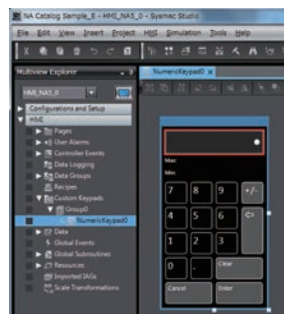 NA Catalog Sample_E - HMI_NA5_0 - Sysmac Studio
File Edit View Insert Project HMI Simulation Tools Help
Multiview Explorer
NumericKeypad0
HMI_NA5_0
Configurations and Setup
HMI
Pages
User Alarms
Controller Events
Data Logging
Data Groups
Recipes
Custom Keypads
Group0
NumericKeypad0
Data
Global Events
Global Subroutines
Resources
Imported IAGs
Scale Transformations
Max:
Min:
7 8 9 +/-
4 5 6
1 2 3
0 . Clear
Cancel Enter